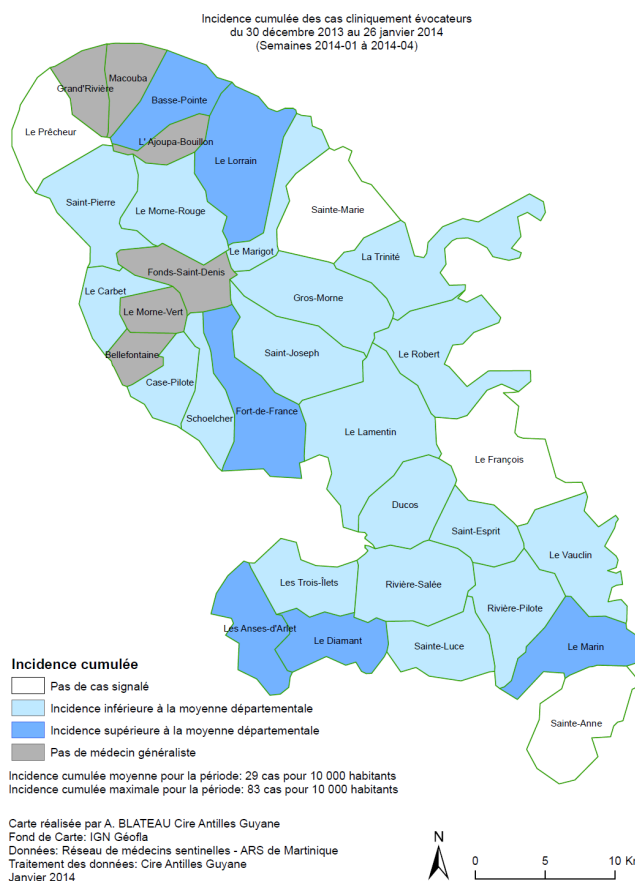 Incidence cumulée des cas cliniquement évocateurs
du 30 décembre 2013 au 26 janvier 2014
(Semaines 2014-01 à 2014-04)
Macouba
Grand'Rivière
Basse-Pointe
Le Prêcheur
L' Ajoupa-Bouillon
Le Lorrain
Saint-Pierre
Le Morne-Rouge
Sainte-Marie
Le Marigot
La Trinité
Fonds-Saint-Denis
Le Carbet
Gros-Morne
Le Morne-Vert
Saint-Joseph
Le Robert
Bellefontaine
Case-Pilote
Schoelcher
Fort-de-France
Le Lamentin
Le François
Ducos
Saint-Esprit
Le Vauclin
Les Trois-Îlets
Rivière-Salée
Rivière-Pilote
Les Anses-d'Arlet
Le Diamant
Sainte-Luce
Le Marin
Sainte-Anne
Incidence cumulée
Pas de cas signalé
Incidence inférieure à la moyenne départementale
Incidence supérieure à la moyenne départementale
Pas de médecin généraliste
Incidence cumulée moyenne pour la période: 29 cas pour 10 000 habitants
Incidence cumulée maximale pour la période: 83 cas pour 10 000 habitants
Carte réalisée par A. BLATEAU Cire Antilles Guyane
Fond de Carte: IGN Géofla
Données: Réseau de médecins sentinelles - ARS de Martinique
Traitement des données: Cire Antilles Guyane
Janvier 2014
N
0 5 10 Km